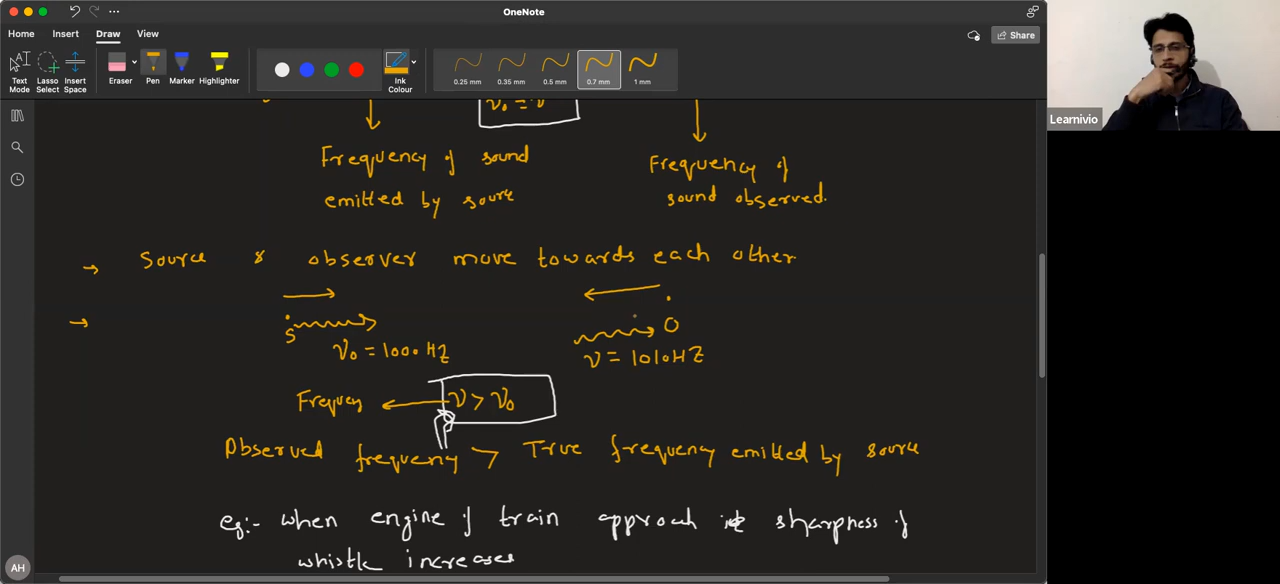 OneNote
Home Insert Draw View
Share
Text Mode
Lasso Select
Insert Space
Eraser
Pen
Marker
Highlighter
Ink Colour
0.25 mm
0.35 mm
0.5 mm
0.7 mm
1 mm
Learnivio
ν₀ = ν
Frequency of sound
emitted by source
Frequency of
sound observed.
→ Source & observer move towards each other
→
S
O
ν₀ = 1000 HZ
ν = 1010 HZ
Frequency ← ν > ν₀
Observed frequency > True frequency emitted by source
eg:- when engine of train approach sharpness of
whistle increases
AH